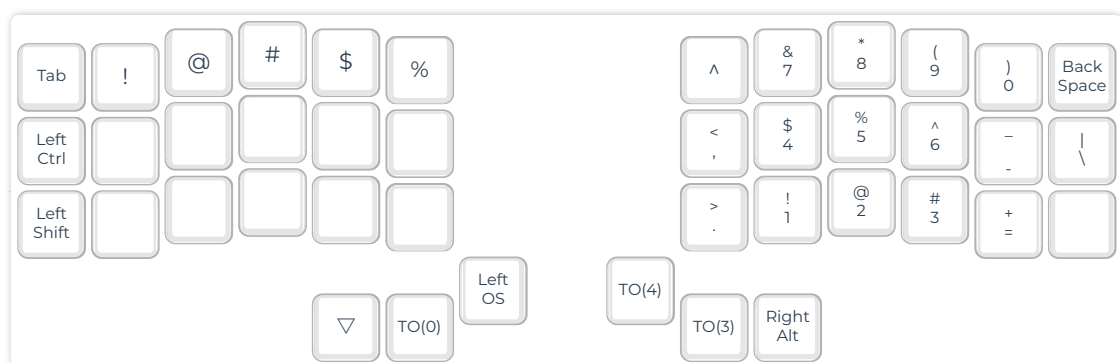 Tab
!
@
#
$
%
^
&
7
*
8
(
9
)
0
Back
Space
Left
Ctrl
<
,
$
4
%
5
^
6
_
-
|
\
Left
Shift
>
.
!
1
@
2
#
3
+
=
Left
OS
TO(4)
▽
TO(0)
TO(3)
Right
Alt